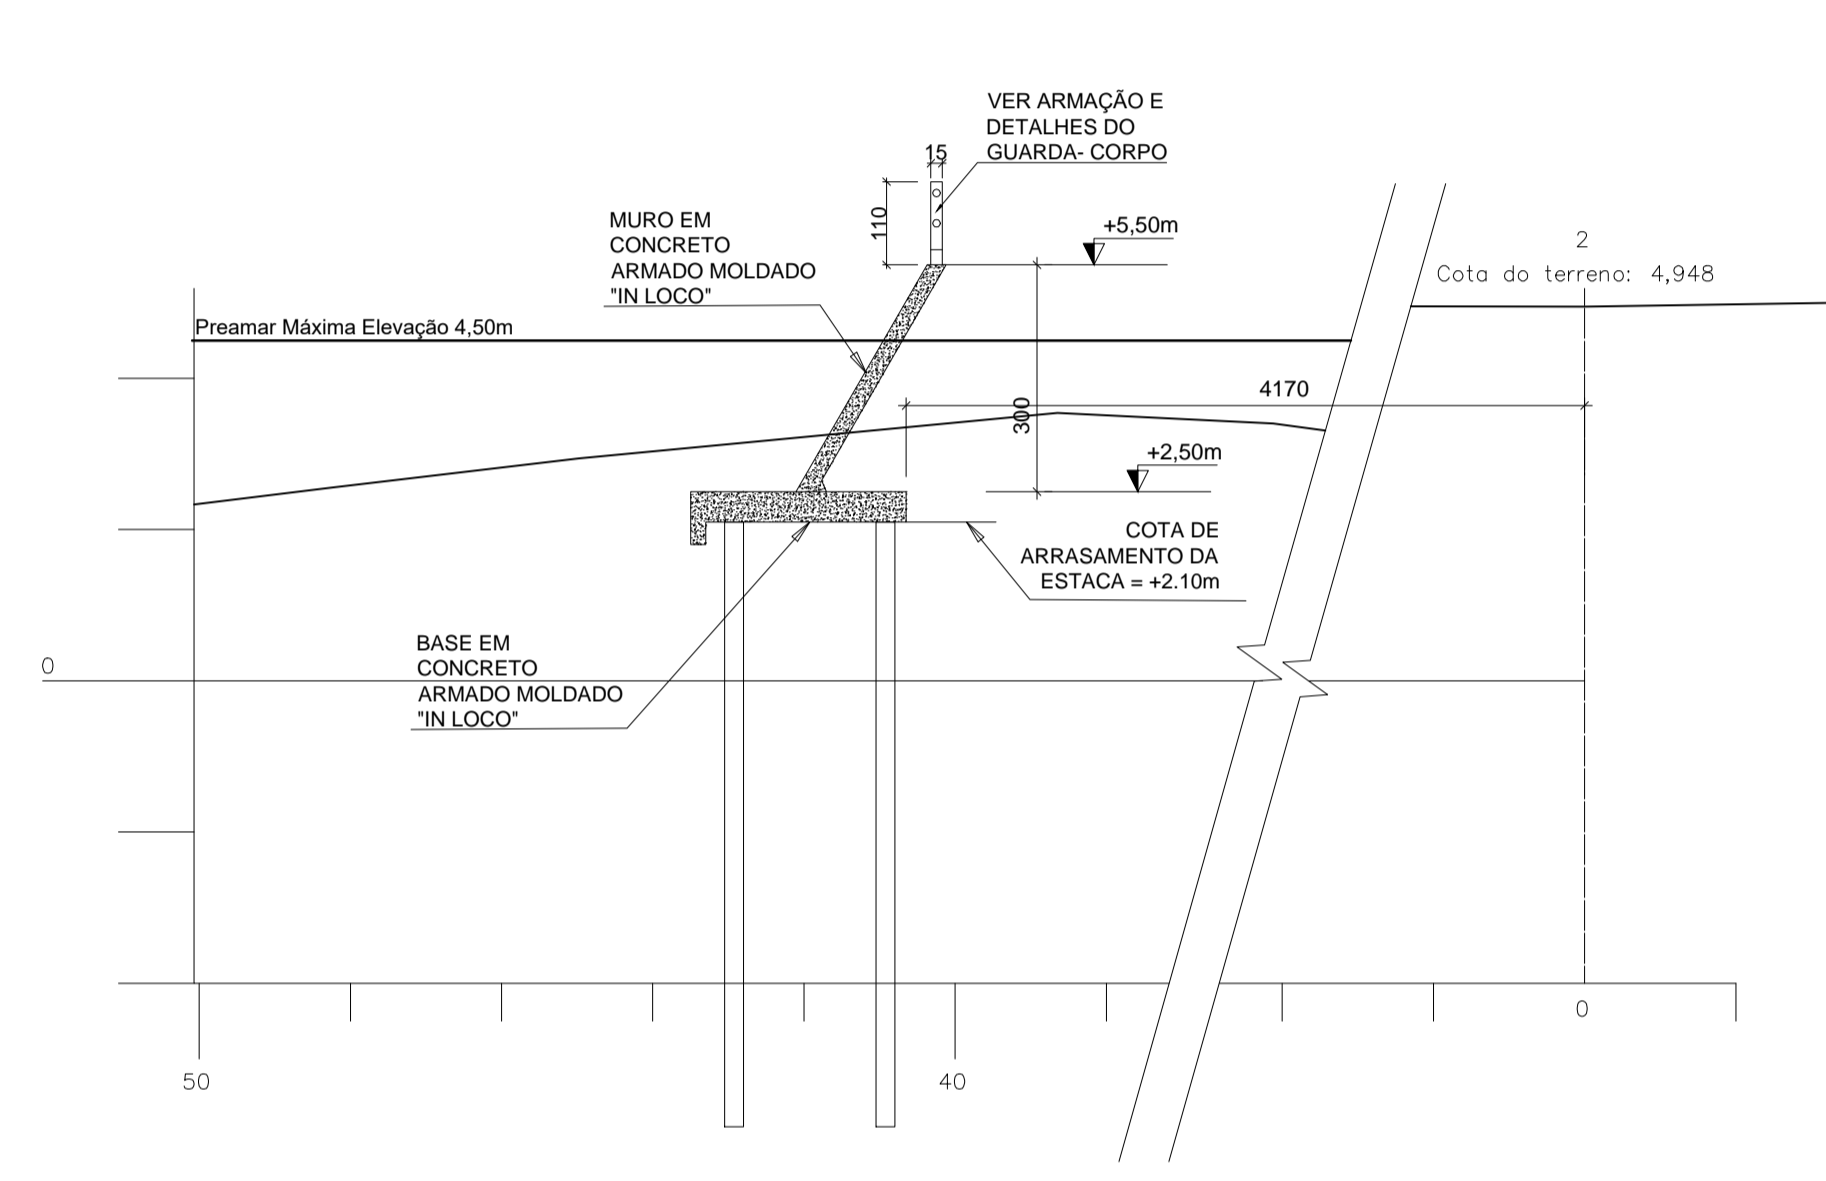 VER ARMAÇÃO E
DETALHES DO
GUARDA- CORPO
15
110
MURO EM
CONCRETO
ARMADO MOLDADO
"IN LOCO"
+5,50m
2
Cota do terreno: 4,948
Preamar Máxima Elevação 4,50m
4170
300
+2,50m
COTA DE
ARRASAMENTO DA
ESTACA = +2.10m
BASE EM
CONCRETO
ARMADO MOLDADO
"IN LOCO"
0
0
50
40